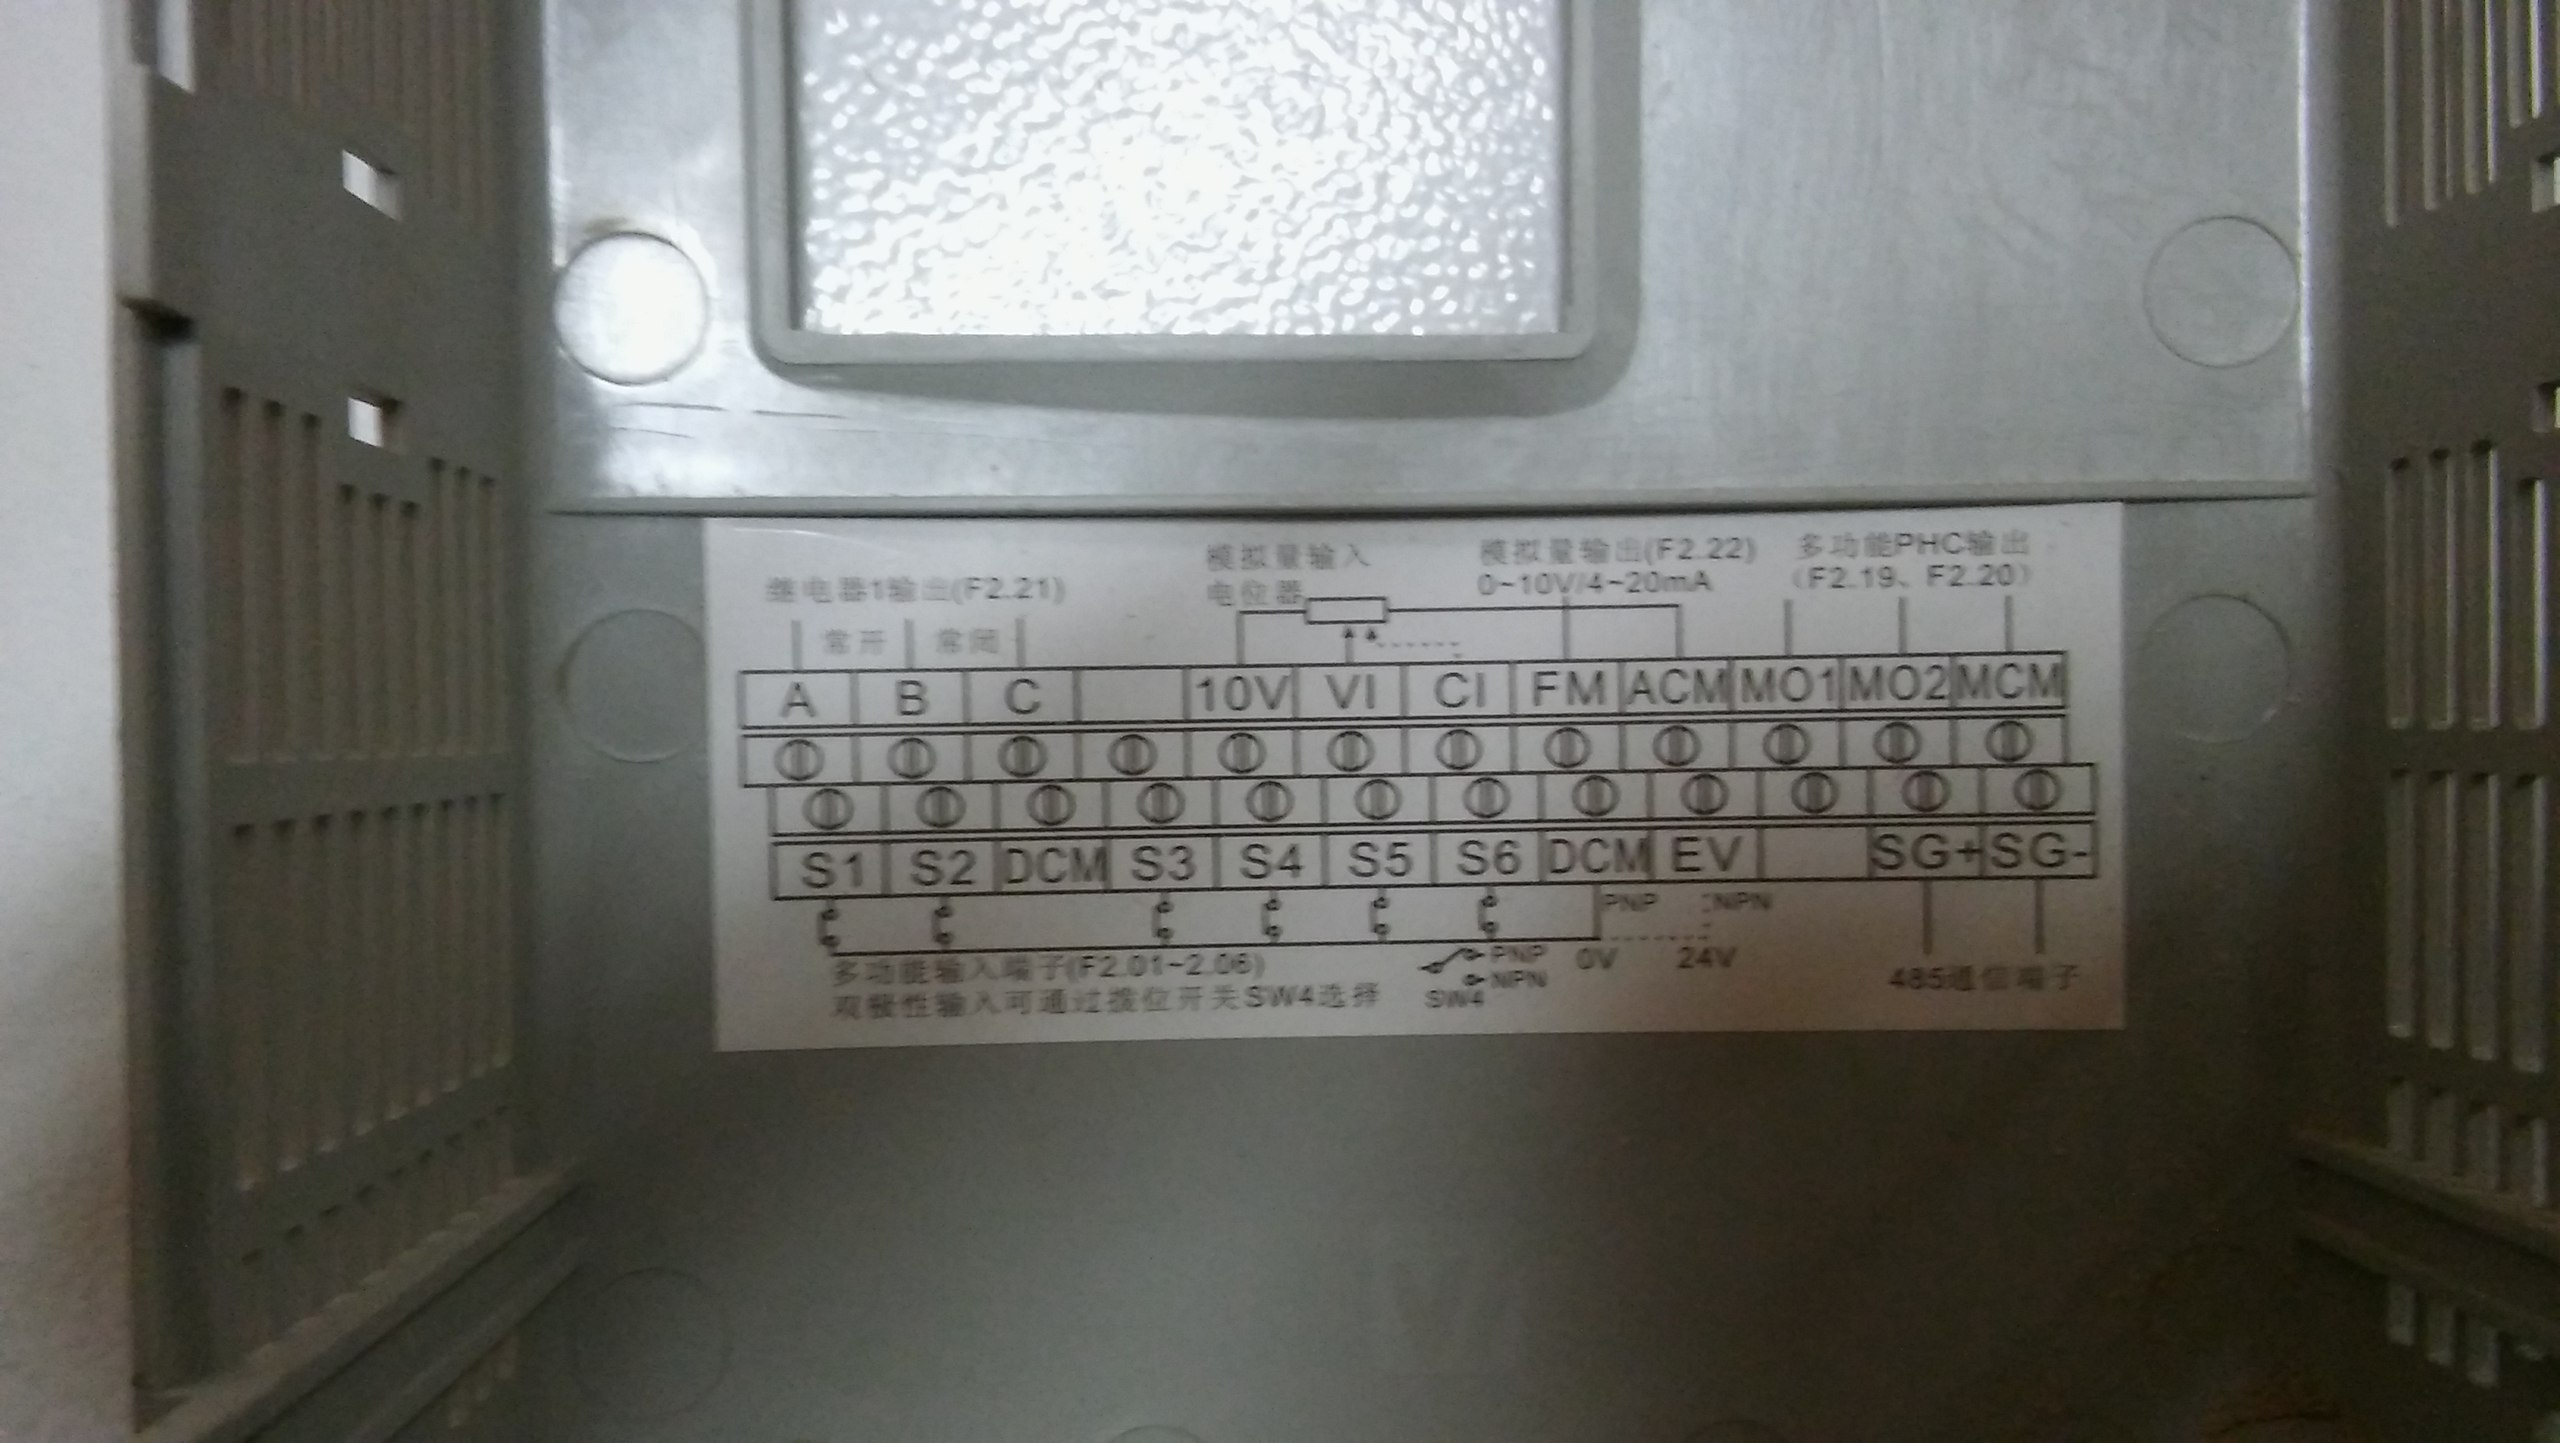 模拟量输入
模拟量输出(F2.22)
多功能PHC输出
继电器1输出(F2.21)
电位器
0~10V/4~20mA
(F2.19、F2.20)
常开 常闭
A B C 10V VI CI FM ACM MO1 MO2 MCM
S1 S2 DCM S3 S4 S5 S6 DCM EV SG+ SG-
PNP NPN
多功能输入端子(F2.01~2.06)
PNP 0V 24V
NPN
双极性输入可通过拨位开关SW4选择
SW4
485通信端子